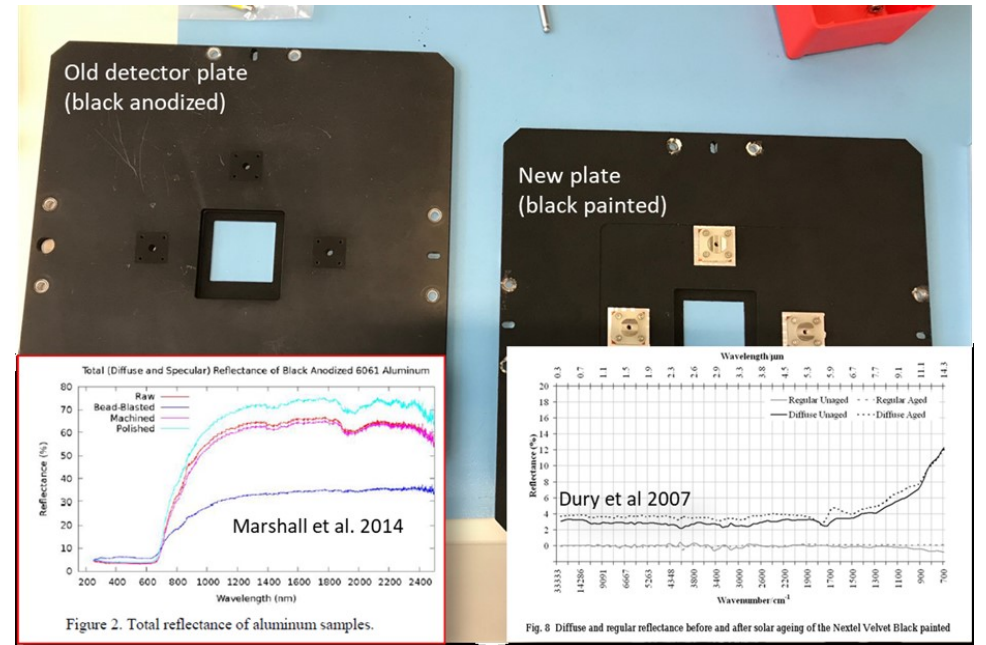 Old detector plate
(black anodized)
New plate
(black painted)
Total (Diffuse and Specular) Reflectance of Black Anodized 6061 Aluminum
80
70
60
50
40
30
20
10
0
Reflectance (%)
Raw
Bead-Blasted
Machined
Polished
Marshall et al. 2014
200 400 600 800 1000 1200 1400 1600 1800 2000 2200 2400
Wavelength (nm)
Figure 2. Total reflectance of aluminum samples.
Wavelength/μm
0.3 0.7 1.1 1.5 1.9 2.3 2.6 2.9 3.3 3.8 4.5 5.3 6.7 7.7 9.1 11.1 14.3
20
18
16
14
12
10
8
6
4
2
0
Reflectance (%)
Regular Unaged Regular Aged
Diffuse Unaged Diffuse Aged
Dury et al 2007
33333 14286 9091 6667 5263 4348 3800 3400 3000 2600 2200 1900 1700 1500 1300 1100 900 700
Wavenumber/cm-1
Fig. 8 Diffuse and regular reflectance before and after solar ageing of the Nextel Velvet Black painted